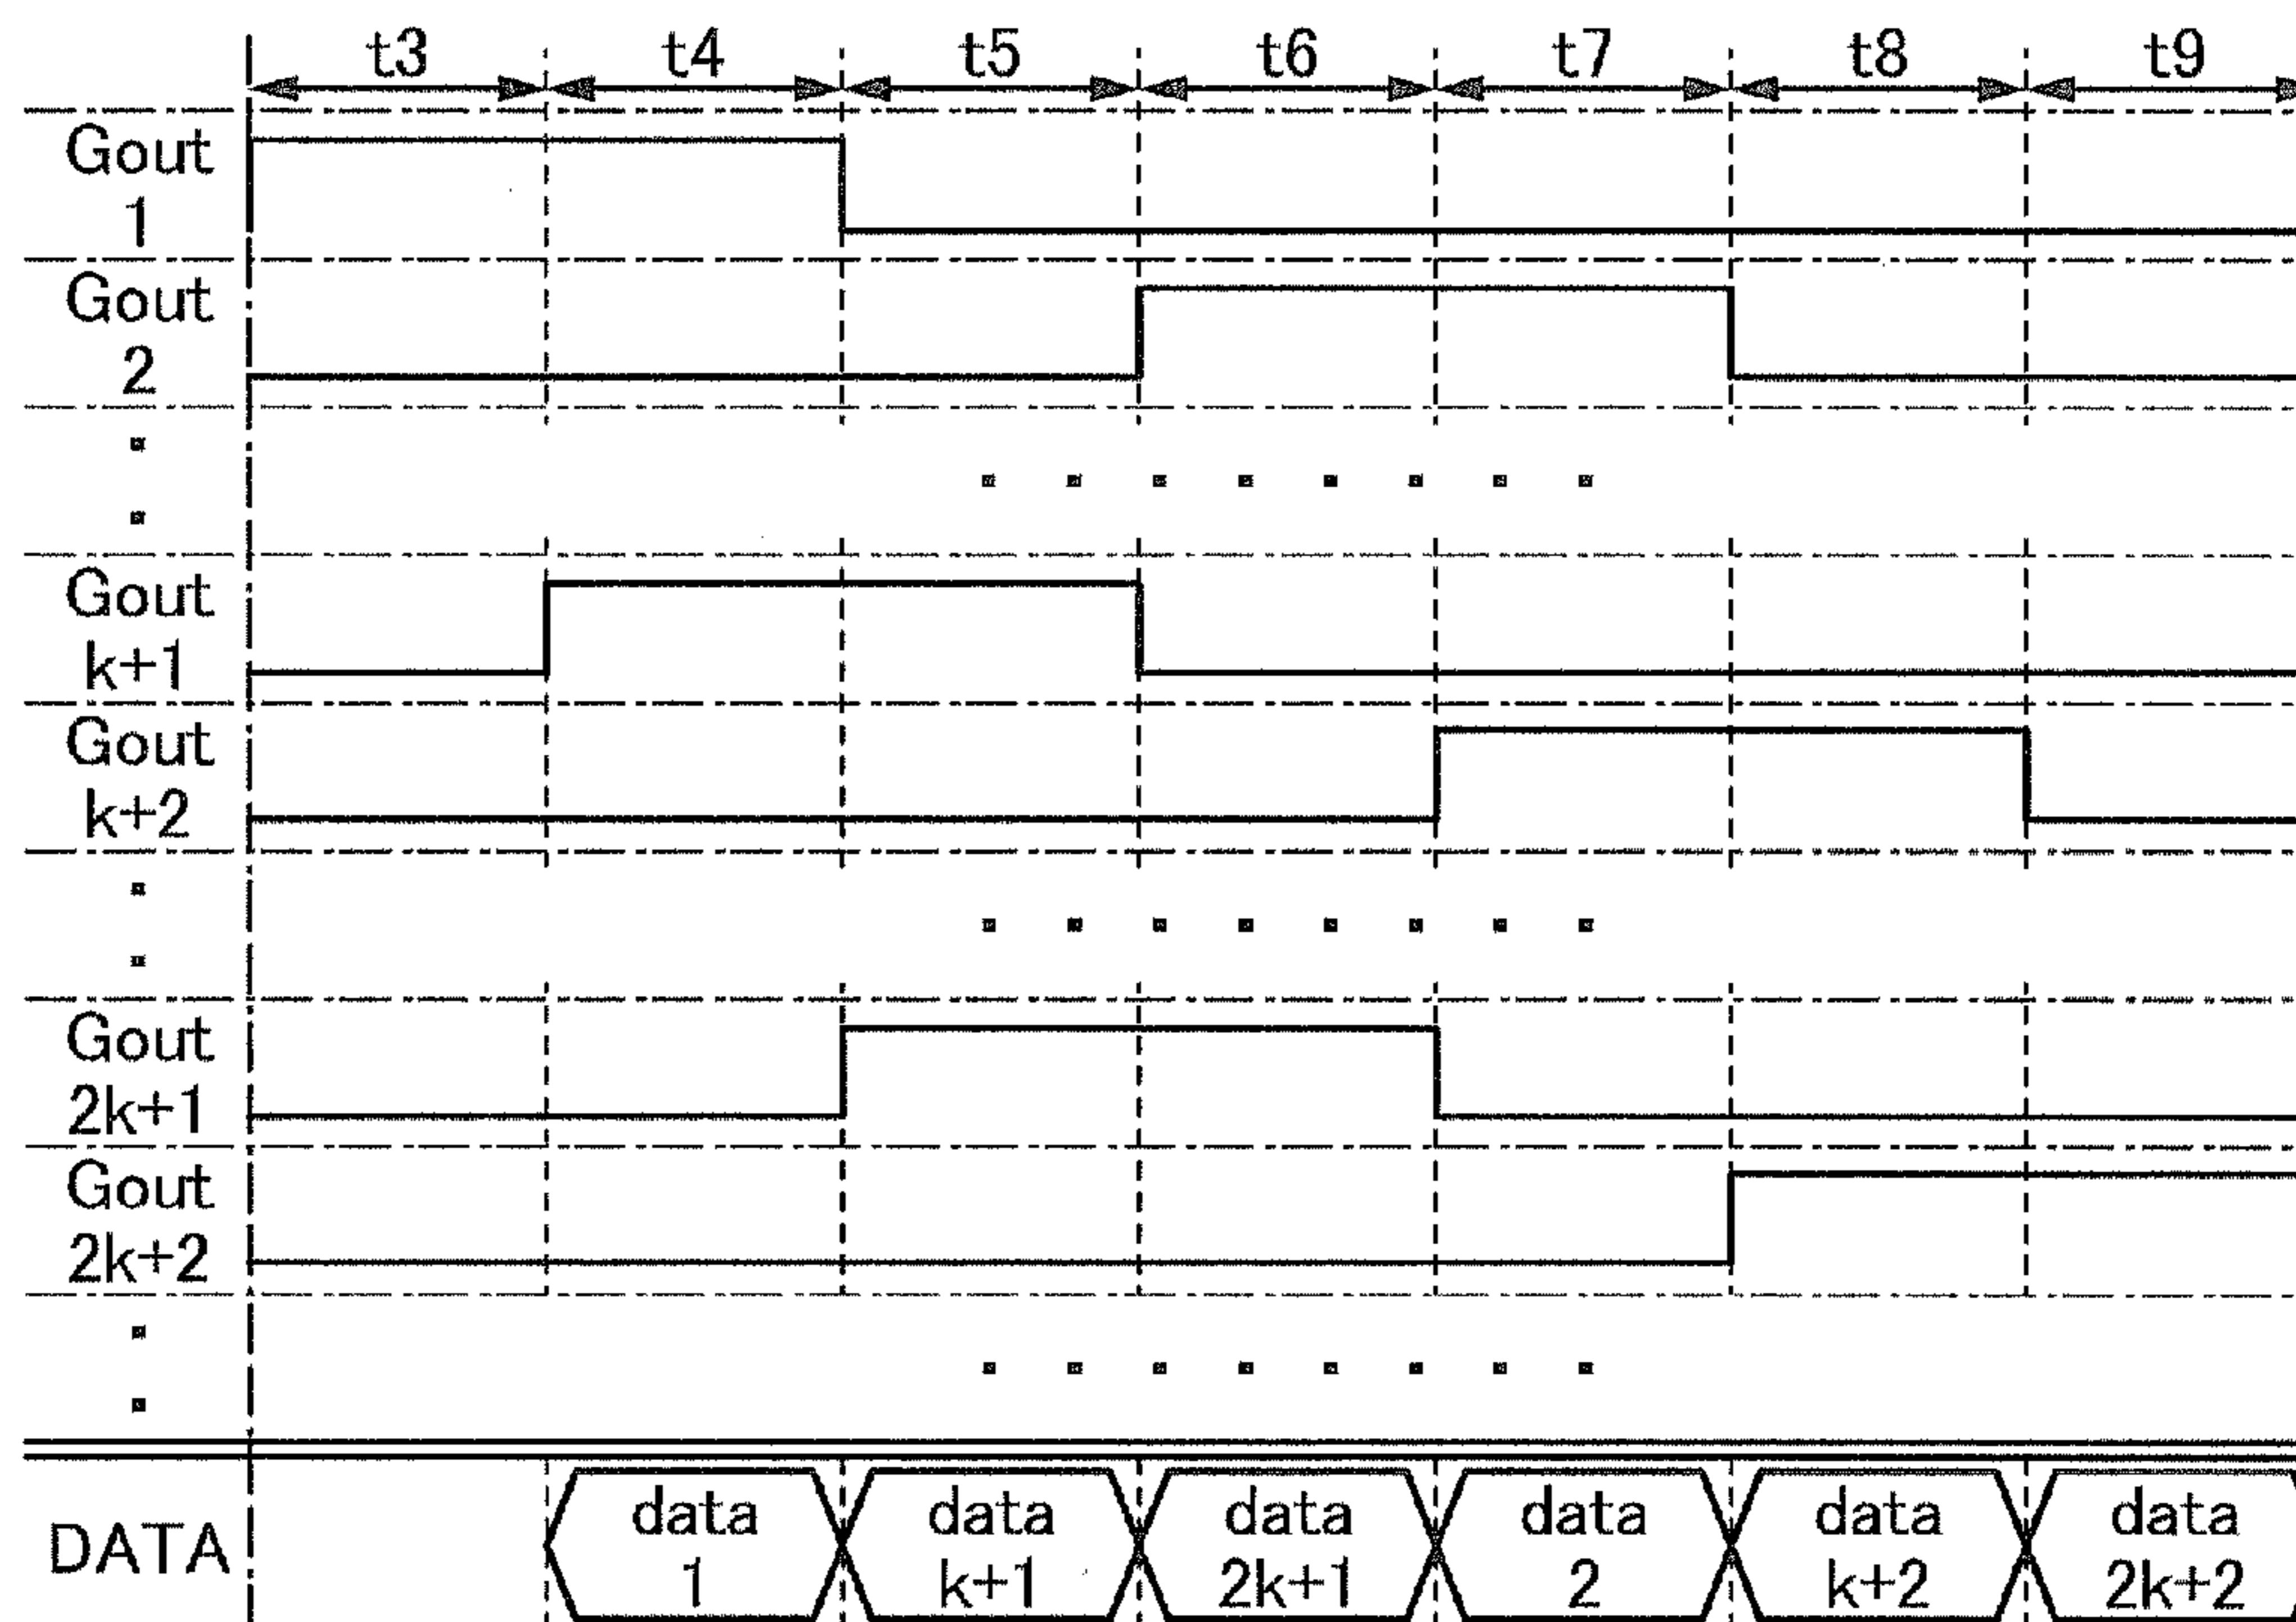 t3 t4 t5 t6 t7 t8 t9
Gout
1
Gout
2
Gout
k+1
Gout
k+2
Gout
2k+1
Gout
2k+2
DATA
data
1
data
k+1
data
2k+1
data
2
data
k+2
data
2k+2